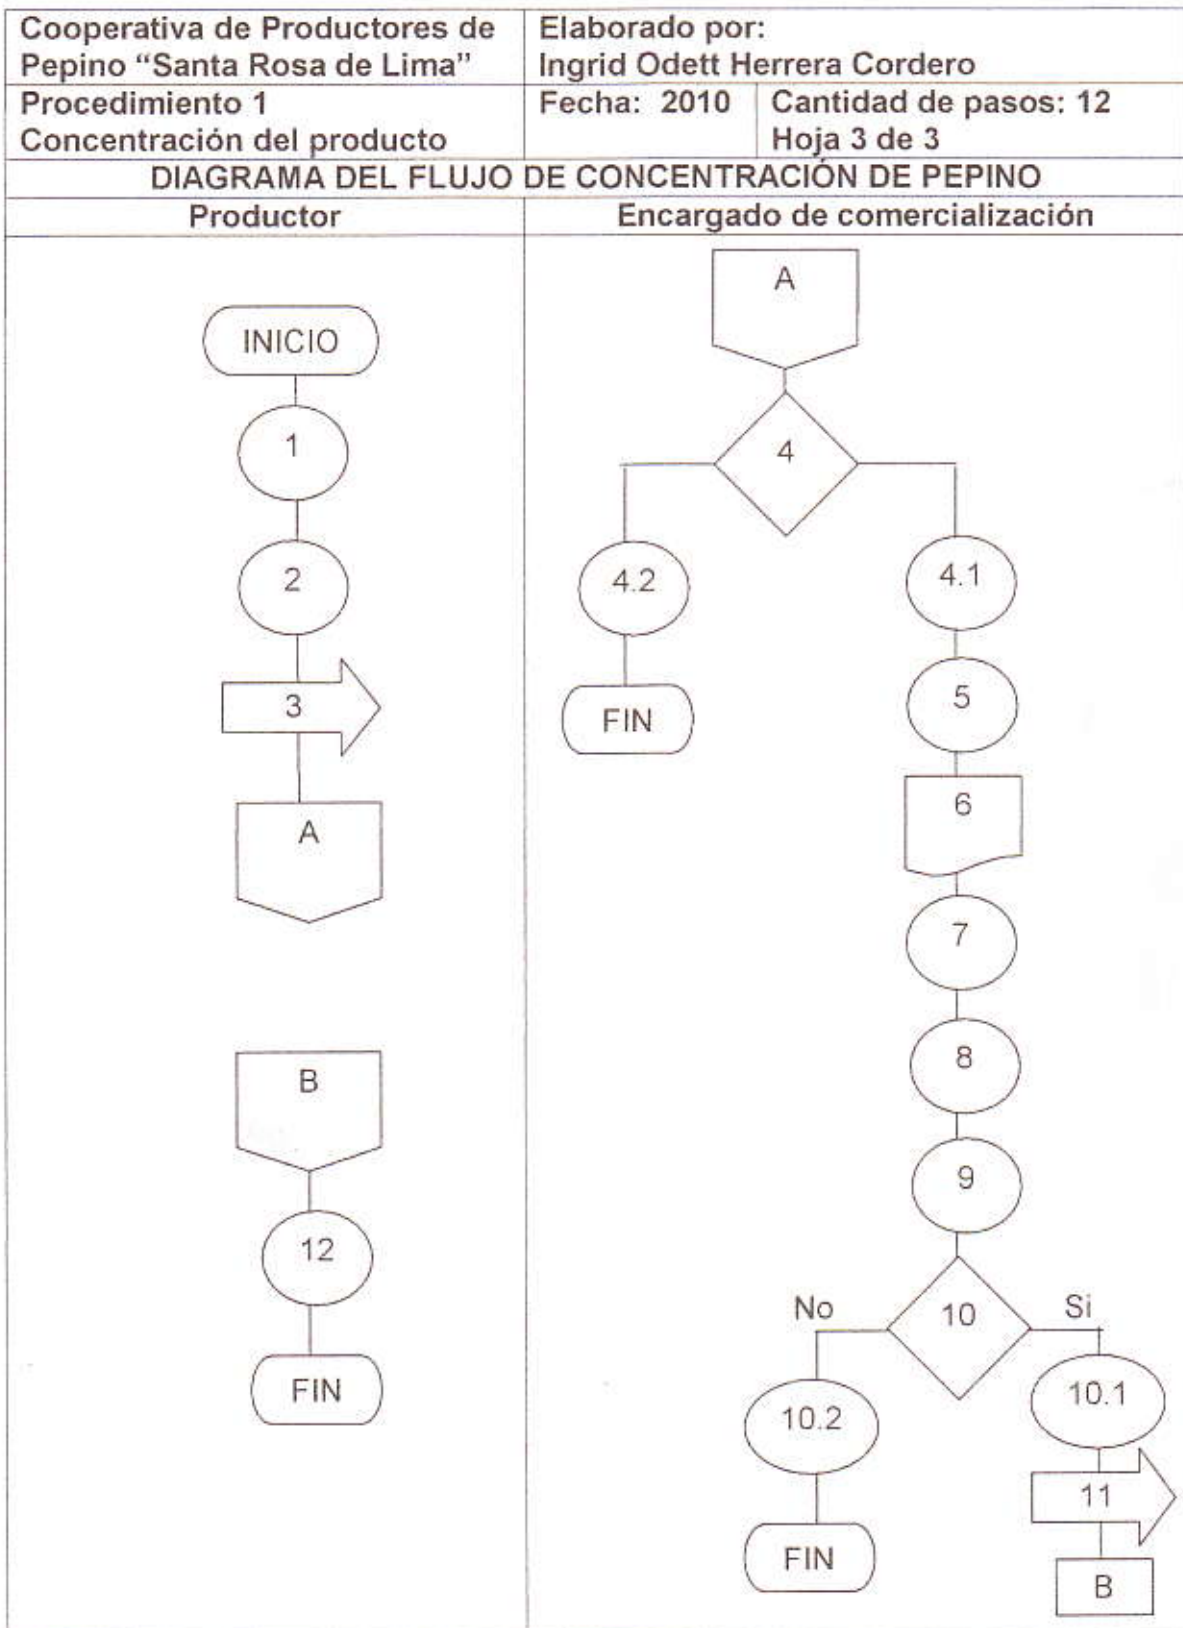 Cooperativa de Productores de
Pepino “Santa Rosa de Lima”
Elaborado por:
Ingrid Odett Herrera Cordero
Procedimiento 1
Concentración del producto
Fecha: 2010
Cantidad de pasos: 12
Hoja 3 de 3
DIAGRAMA DEL FLUJO DE CONCENTRACIÓN DE PEPINO
Productor
Encargado de comercialización
INICIO
1
2
3
A
B
12
FIN
A
4
4.2
4.1
FIN
5
6
7
8
9
10
No
Si
10.2
10.1
FIN
11
B